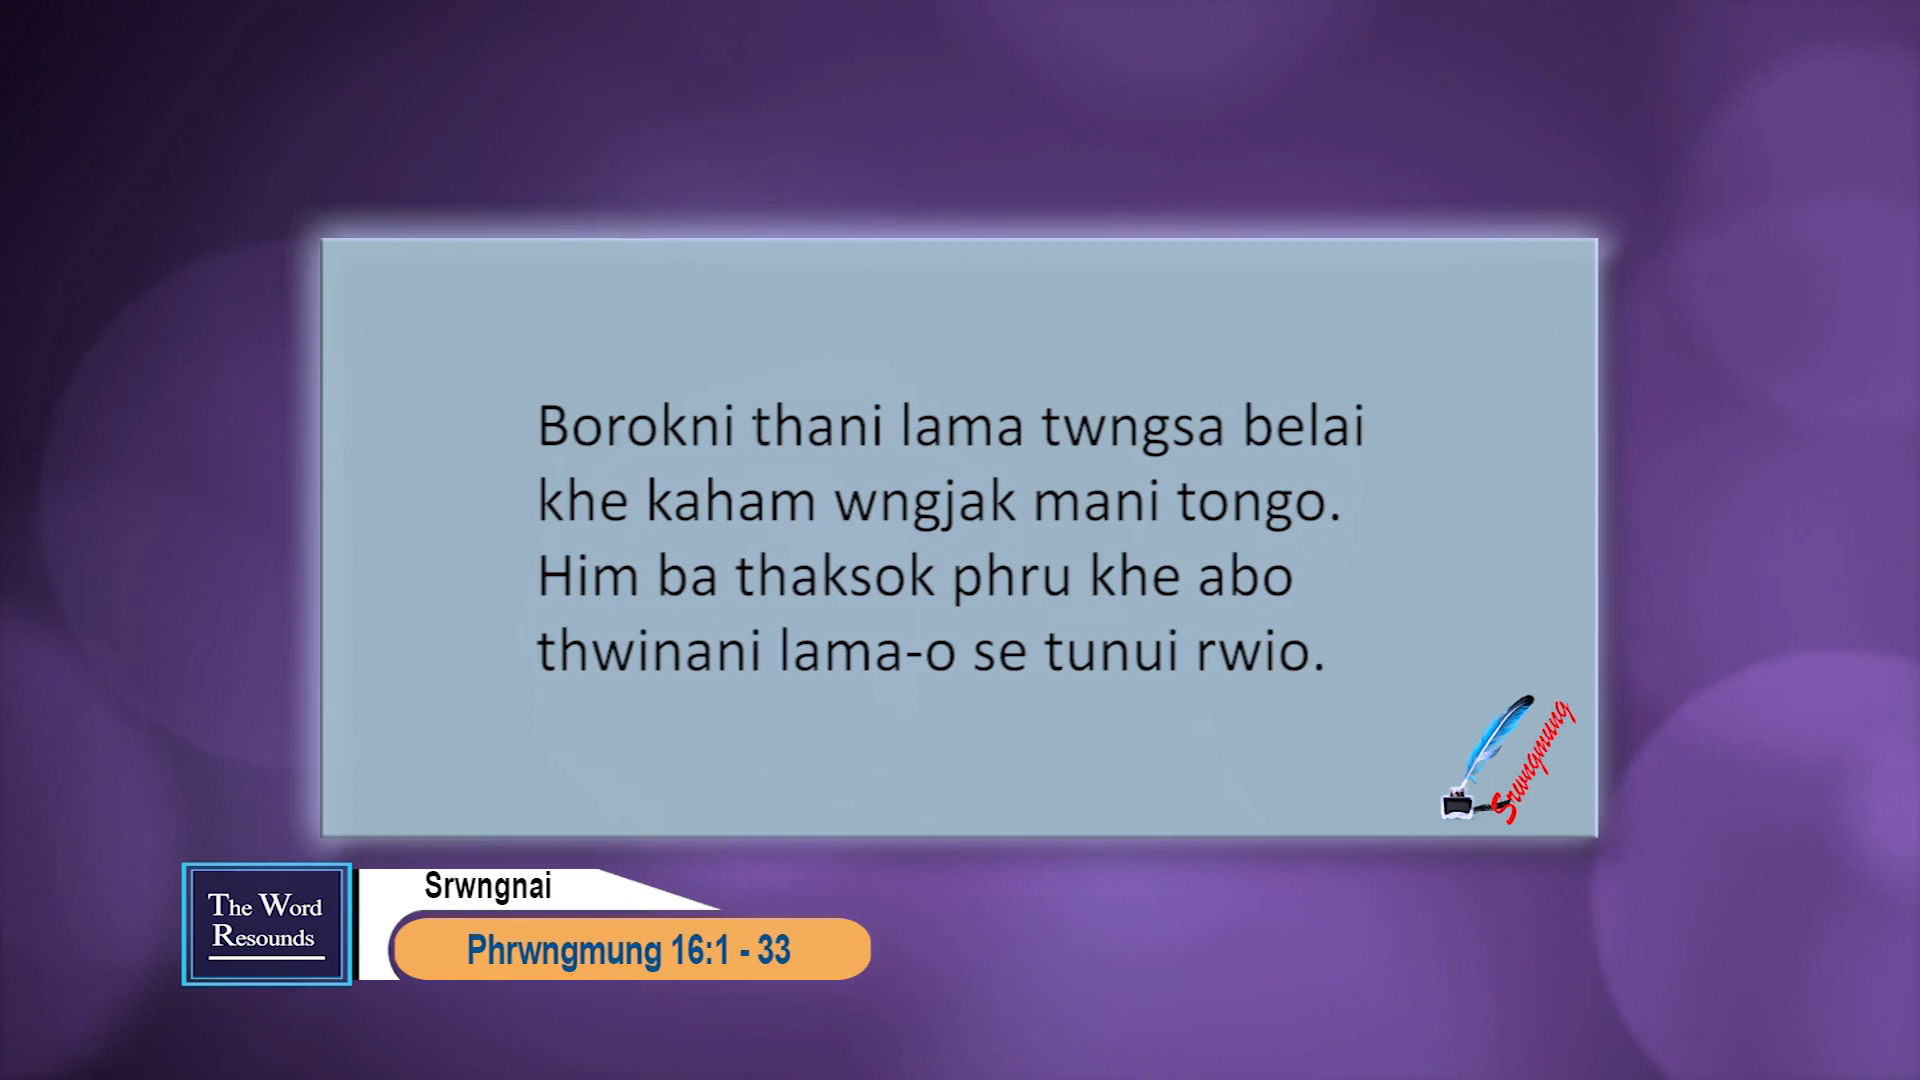 Borokni thani lama twngsa belai
khe kaham wngjak mani tongo.
Him ba thaksok phru khe abo
thwinani lama-o se tunui rwio.
Srwngmung
The Word
Resounds
Srwngnai
Phrwngmung 16:1 - 33